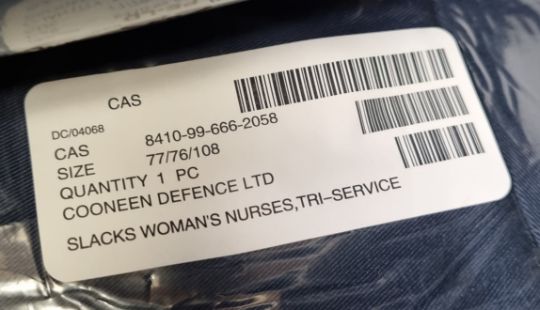 CAS
DC/04068
CAS 8410-99-666-2058
SIZE 77/76/108
QUANTITY 1 PC
COONEEN DEFENCE LTD
SLACKS WOMAN'S NURSES,TRI-SERVICE